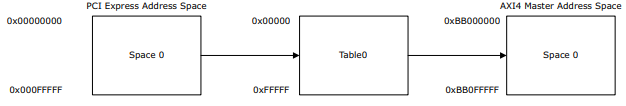 PCI Express Address Space
AXI4 Master Address Space
0x00000000
0x00000
0xBB000000
Space 0
Table0
Space 0
0x000FFFFF
0xFFFFF
0xBB0FFFFF